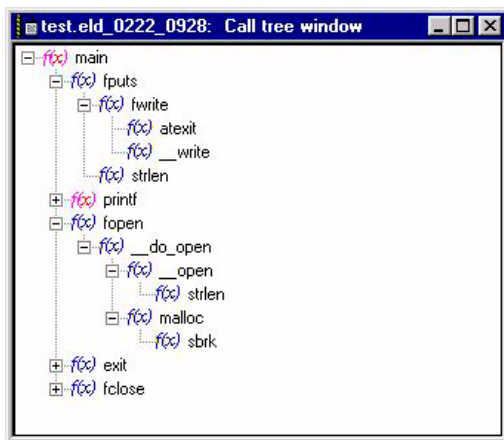 test.eld_0222_0928: Call tree window
f(x) main
f(x) fputs
f(x) fwrite
f(x) atexit
f(x) __write
f(x) strlen
f(x) printf
f(x) fopen
f(x) __do_open
f(x) __open
f(x) strlen
f(x) malloc
f(x) sbrk
f(x) exit
f(x) fclose